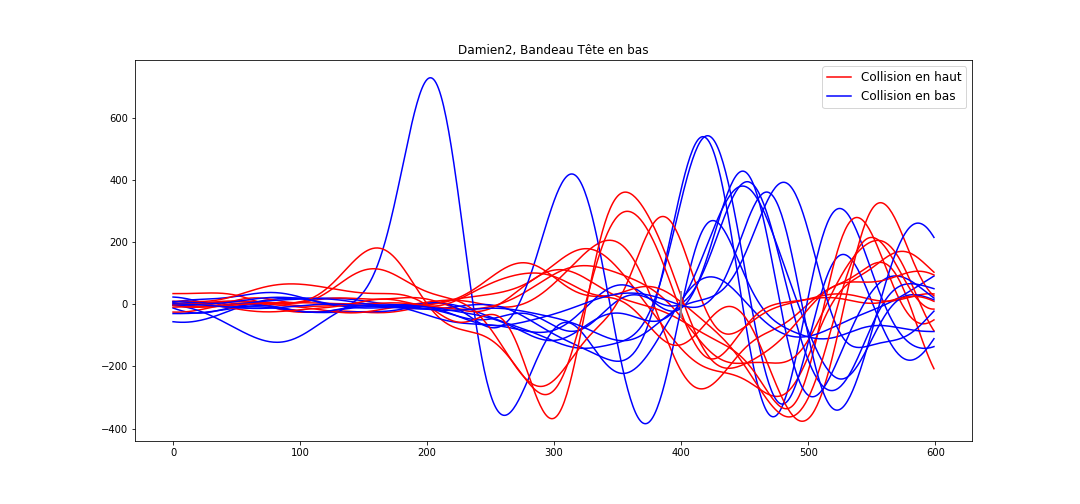 Damien2, Bandeau Tête en bas
Collision en haut
Collision en bas
600
400
200
0
−200
−400
0 100 200 300 400 500 600